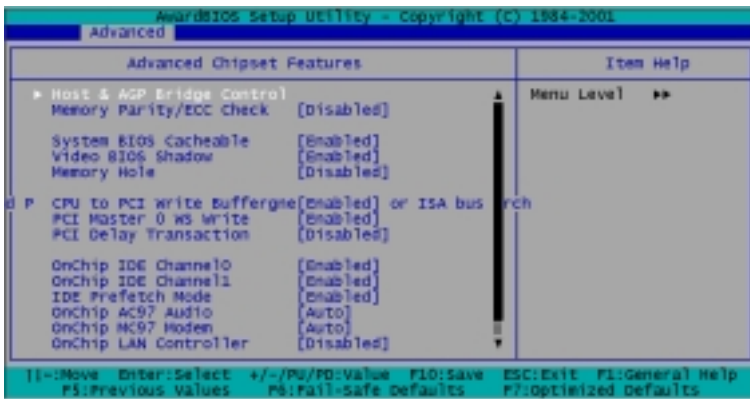 AwardBIOS Setup Utility - Copyright (C) 1984-2001
Advanced
Advanced Chipset Features
Item Help
▶ Host & AGP Bridge Control
Menu Level ▶▶
Memory Parity/ECC Check [Disabled]
System BIOS Cacheable [Enabled]
Video BIOS Shadow [Enabled]
Memory Hole [Disabled]
d P CPU to PCI Write Buffergne[Enabled] or ISA bus rch
PCI Master 0 WS Write [Enabled]
PCI Delay Transaction [Disabled]
OnChip IDE Channel0 [Enabled]
OnChip IDE Channel1 [Enabled]
IDE Prefetch Mode [Enabled]
OnChip AC97 Audio [Auto]
OnChip MC97 Modem [Auto]
OnChip LAN Controller [Disabled]
:Move Enter:Select +/-/PU/PD:Value F10:Save ESC:Exit F1:General Help
F5:Previous Values F6:Fail-Safe Defaults F7:Optimized Defaults